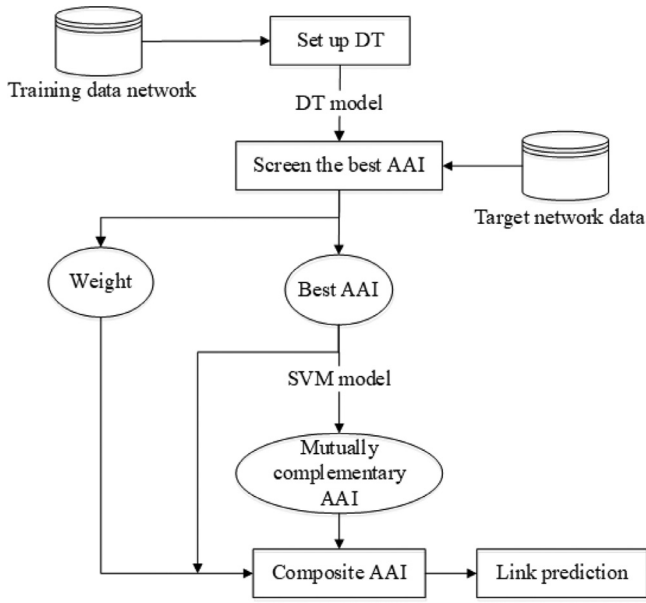 Set up DT
Training data network
DT model
Screen the best AAI
Target network data
Weight
Best AAI
SVM model
Mutually
complementary
AAI
Composite AAI
Link prediction